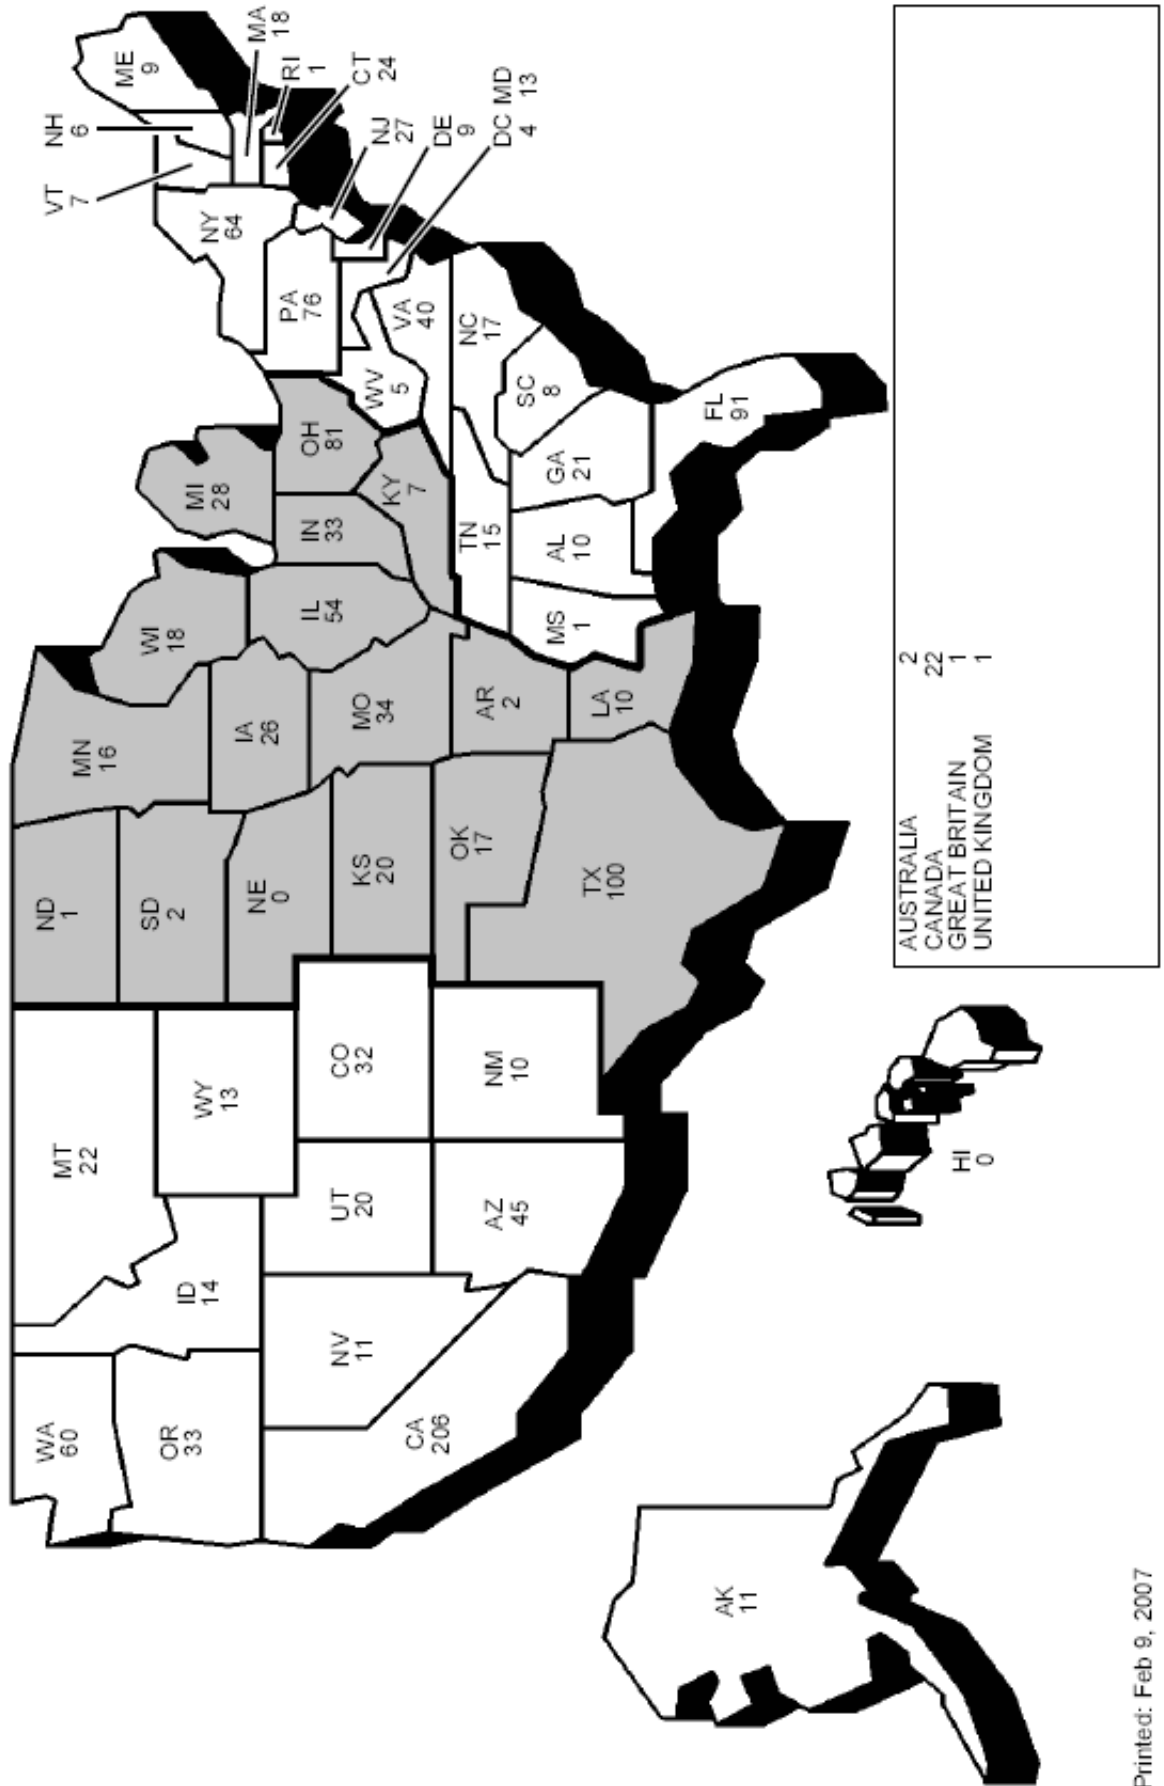 WA
60
OR
33
CA
206
NV
11
ID
14
MT
22
WY
13
UT
20
AZ
45
CO
32
NM
10
ND
1
SD
2
NE
0
KS
20
OK
17
TX
100
MN
16
IA
26
MO
34
AR
2
LA
10
WI
18
IL
54
MI
28
IN
33
OH
81
KY
7
TN
15
MS
1
AL
10
GA
21
FL
91
SC
8
NC
17
VA
40
WV
5
PA
76
NY
64
VT
7
NH
6
ME
9
MA
18
RI
1
CT
24
NJ
27
DE
9
DC MD
4 13
AK
11
HI
0
AUSTRALIA 2
CANADA 22
GREAT BRITAIN 1
UNITED KINGDOM 1
Printed: Feb 9, 2007